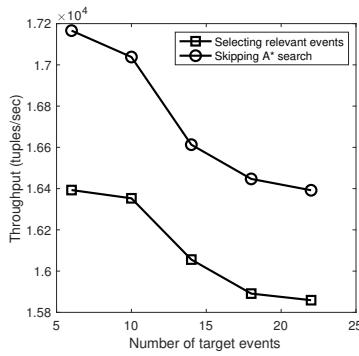 ×10⁴
1.72
1.7
1.68
1.66
1.64
1.62
1.6
1.58
Throughput (tuples/sec)
Selecting relevant events
Skipping A* search
5 10 15 20 25
Number of target events